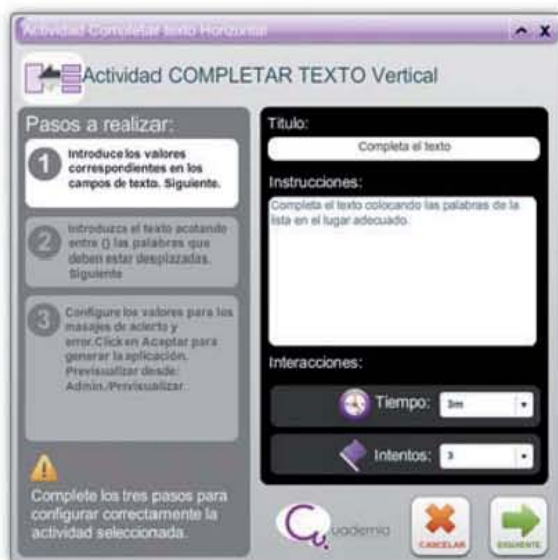 Actividad Completar texto Horizontal
Actividad COMPLETAR TEXTO Vertical
Pasos a realizar:
1
Introduce los valores
correspondientes en los
campos de texto. Siguiente.
2
Introduzca el texto acotando
entre () las palabras que
deben estar desplazadas.
Siguiente
3
Configure los valores para los
masajes de acierto y
error.Click en Aceptar para
generar la aplicación.
Previsualizar desde:
Admin./Previsualizar
Complete los tres pasos para
configurar correctamente la
actividad seleccionada.
Titulo:
Completa el texto
Instrucciones:
Completa el texto colocando las palabras de la
lista en el lugar adecuado.
Interacciones:
Tiempo: 3m
Intentos: 3
Cuadernia
CANCELAR
SIGUIENTE